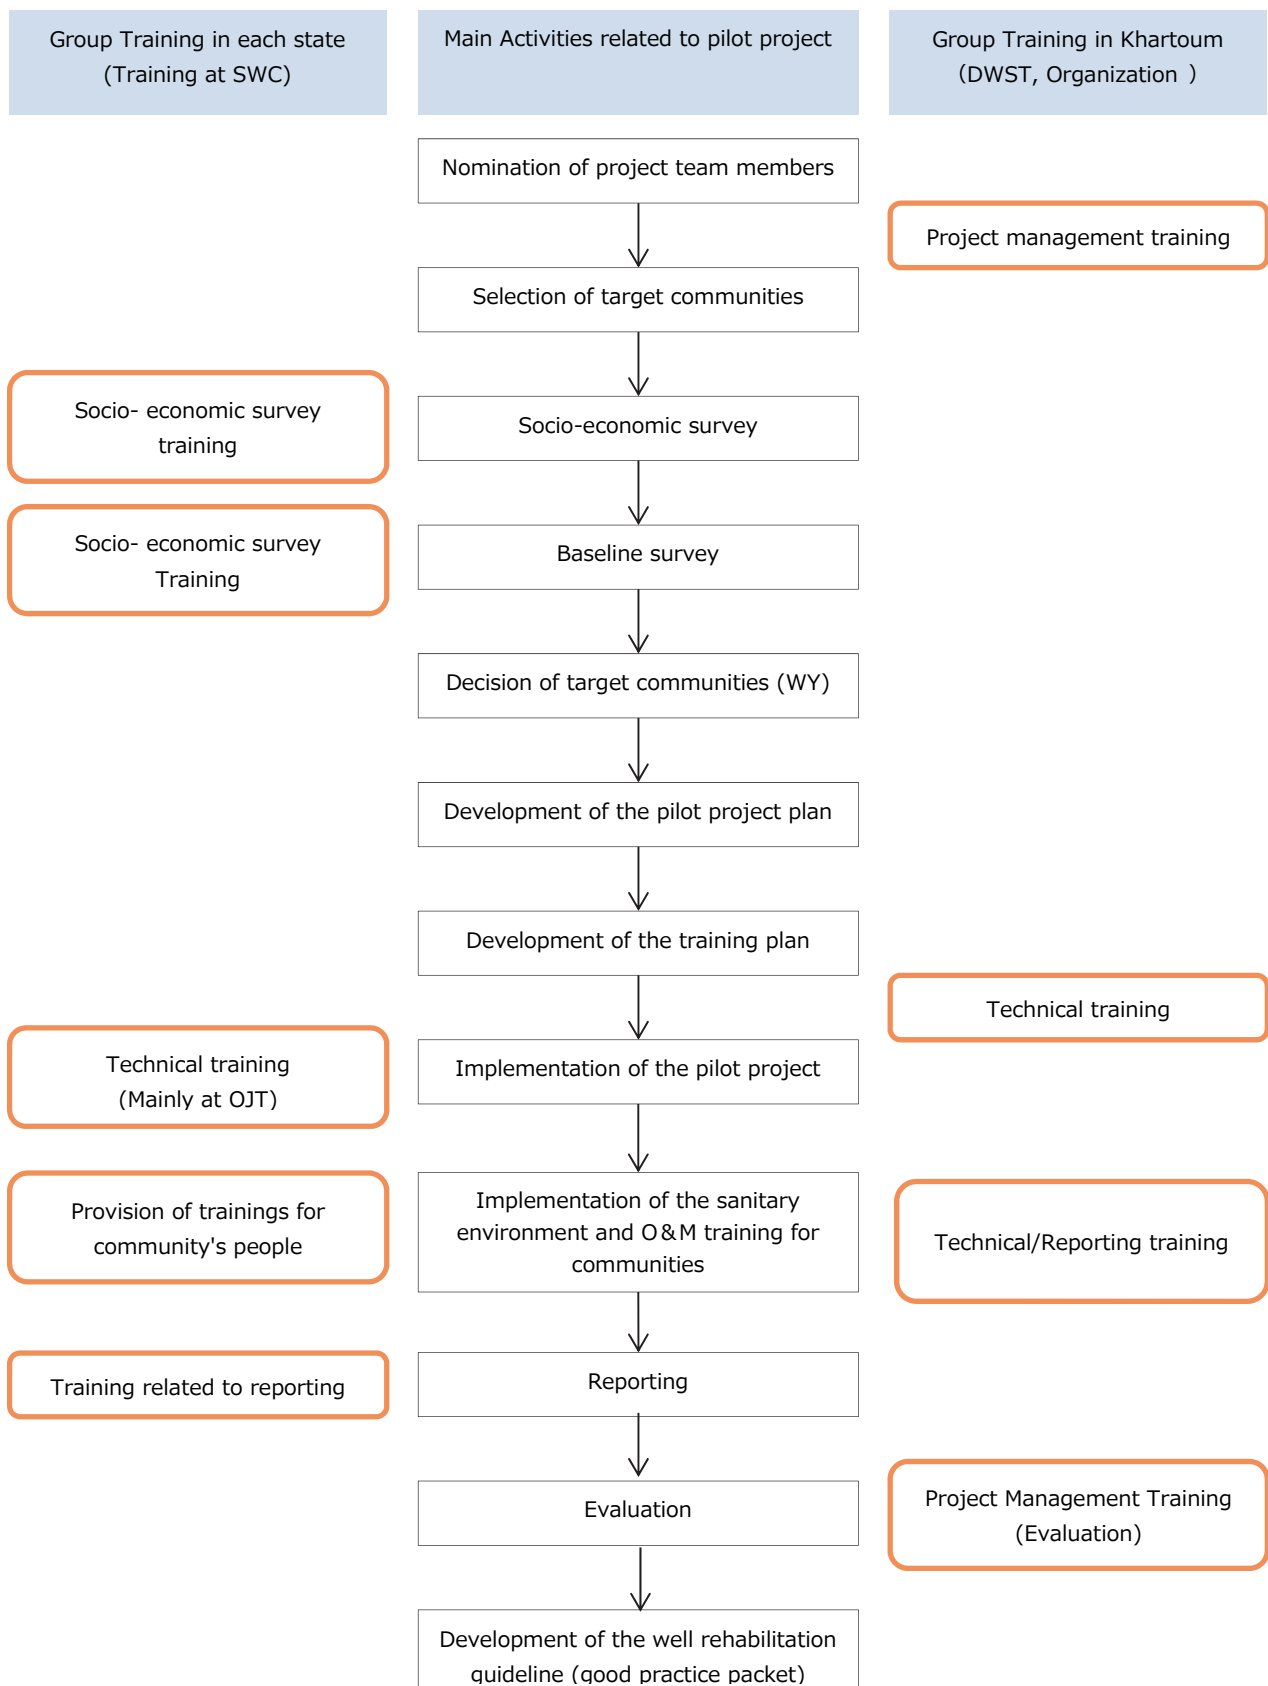 Group Training in each state
(Training at SWC)
Main Activities related to pilot project
Group Training in Khartoum
（DWST, Organization ）
Nomination of project team members
Project management training
Selection of target communities
Socio- economic survey
training
Socio-economic survey
Socio- economic survey
Training
Baseline survey
Decision of target communities (WY)
Development of the pilot project plan
Development of the training plan
Technical training
Technical training
(Mainly at OJT)
Implementation of the pilot project
Provision of trainings for
community's people
Implementation of the sanitary
environment and O&M training for
communities
Technical/Reporting training
Training related to reporting
Reporting
Evaluation
Project Management Training
(Evaluation)
Development of the well rehabilitation
guideline (good practice packet)